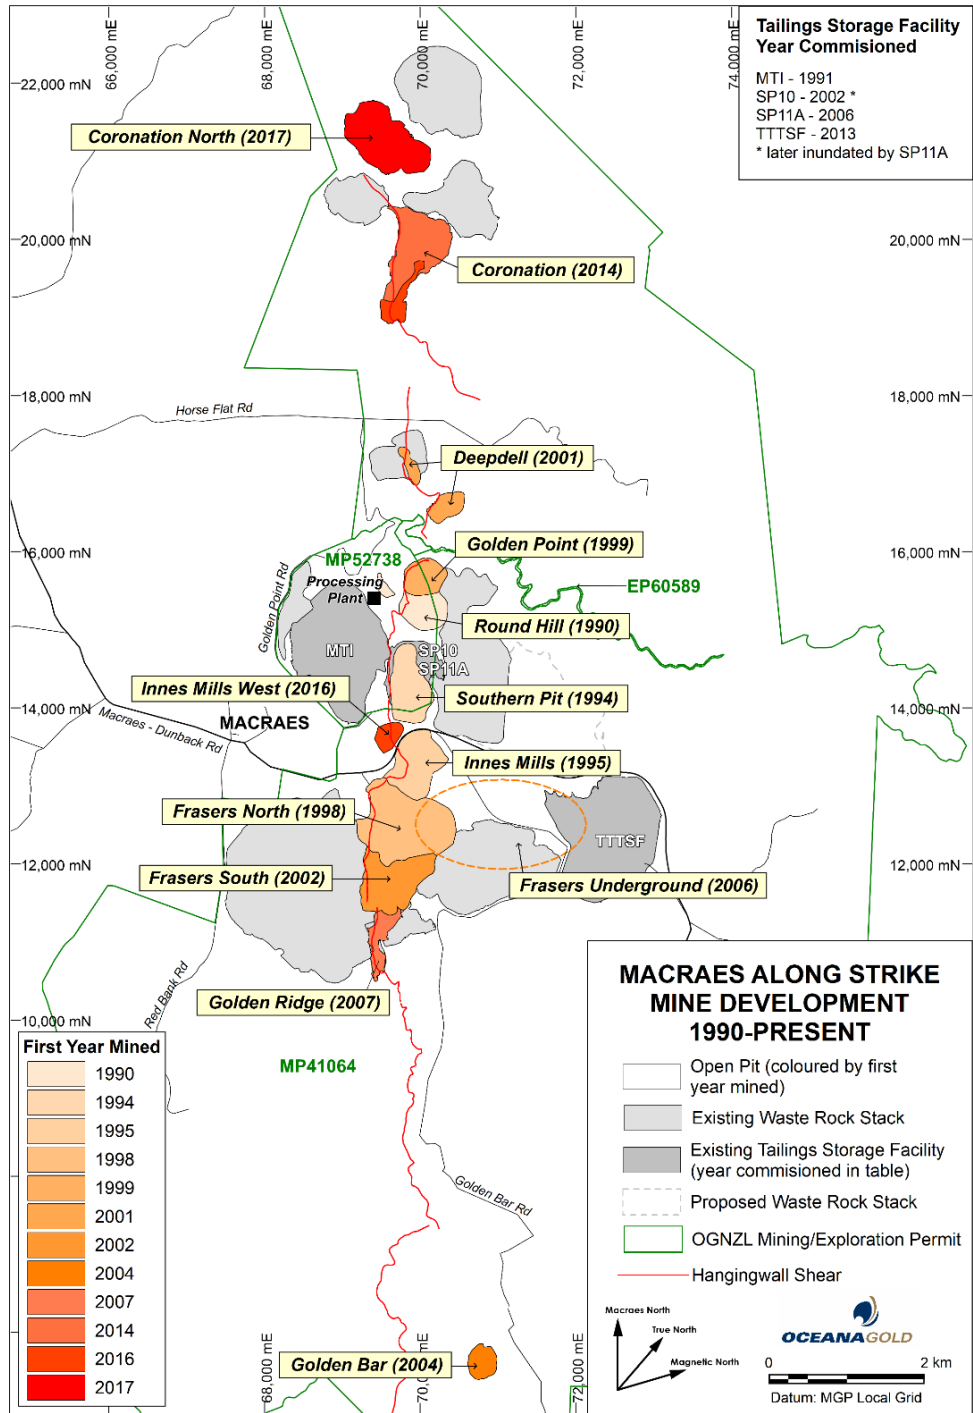 66,000 mE
68,000 mE
70,000 mE
72,000 mE
74,000 mE
Tailings Storage Facility
Year Commisioned
MTI - 1991
SP10 - 2002 *
SP11A - 2006
TTTSF - 2013
* later inundated by SP11A
22,000 mN
Coronation North (2017)
20,000 mN
20,000 mN
Coronation (2014)
18,000 mN
18,000 mN
Horse Flat Rd
Deepdell (2001)
Golden Point (1999)
16,000 mN
16,000 mN
MP52738
EP60589
Processing
Plant
Golden Point Rd
Round Hill (1990)
MTI
SP10
SP11A
Innes Mills West (2016)
Southern Pit (1994)
14,000 mN
14,000 mN
MACRAES
Macraes - Dunback Rd
Innes Mills (1995)
Frasers North (1998)
TTTSF
12,000 mN
12,000 mN
Frasers South (2002)
Frasers Underground (2006)
Red Bank Rd
Golden Ridge (2007)
10,000 mN
MP41064
Golden Bar Rd
Golden Bar (2004)
68,000 mE
70,000 mE
72,000 mE
First Year Mined
1990
1994
1995
1998
1999
2001
2002
2004
2007
2014
2016
2017
MACRAES ALONG STRIKE
MINE DEVELOPMENT
1990-PRESENT
Open Pit (coloured by first
year mined)
Existing Waste Rock Stack
Existing Tailings Storage Facility
(year commisioned in table)
Proposed Waste Rock Stack
OGNZL Mining/Exploration Permit
Hangingwall Shear
Macraes North
True North
Magnetic North
OCEANAGOLD
0 2 km
Datum: MGP Local Grid